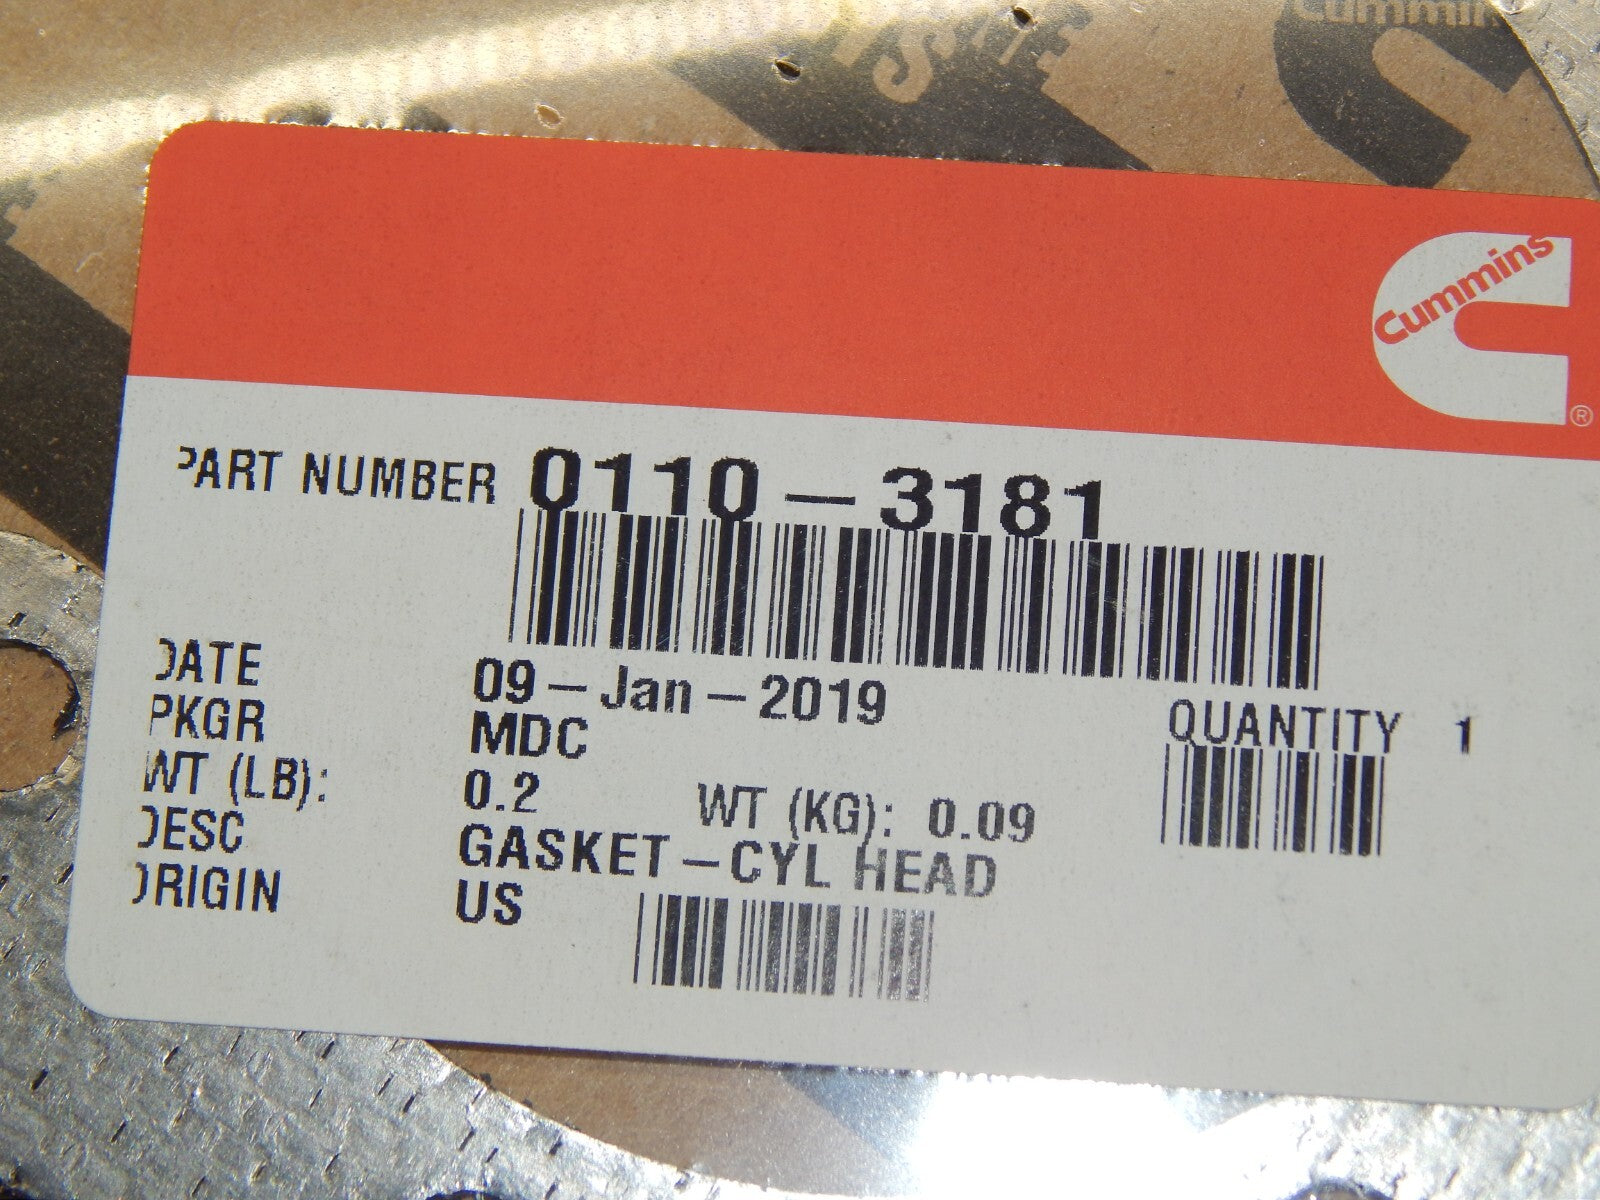 Cummins
Cummins
®
PART NUMBER 0110-3181
DATE 09-Jan-2019
PKGR MDC
QUANTITY 1
WT (LB): 0.2 WT (KG): 0.09
DESC GASKET-CYL HEAD
ORIGIN US